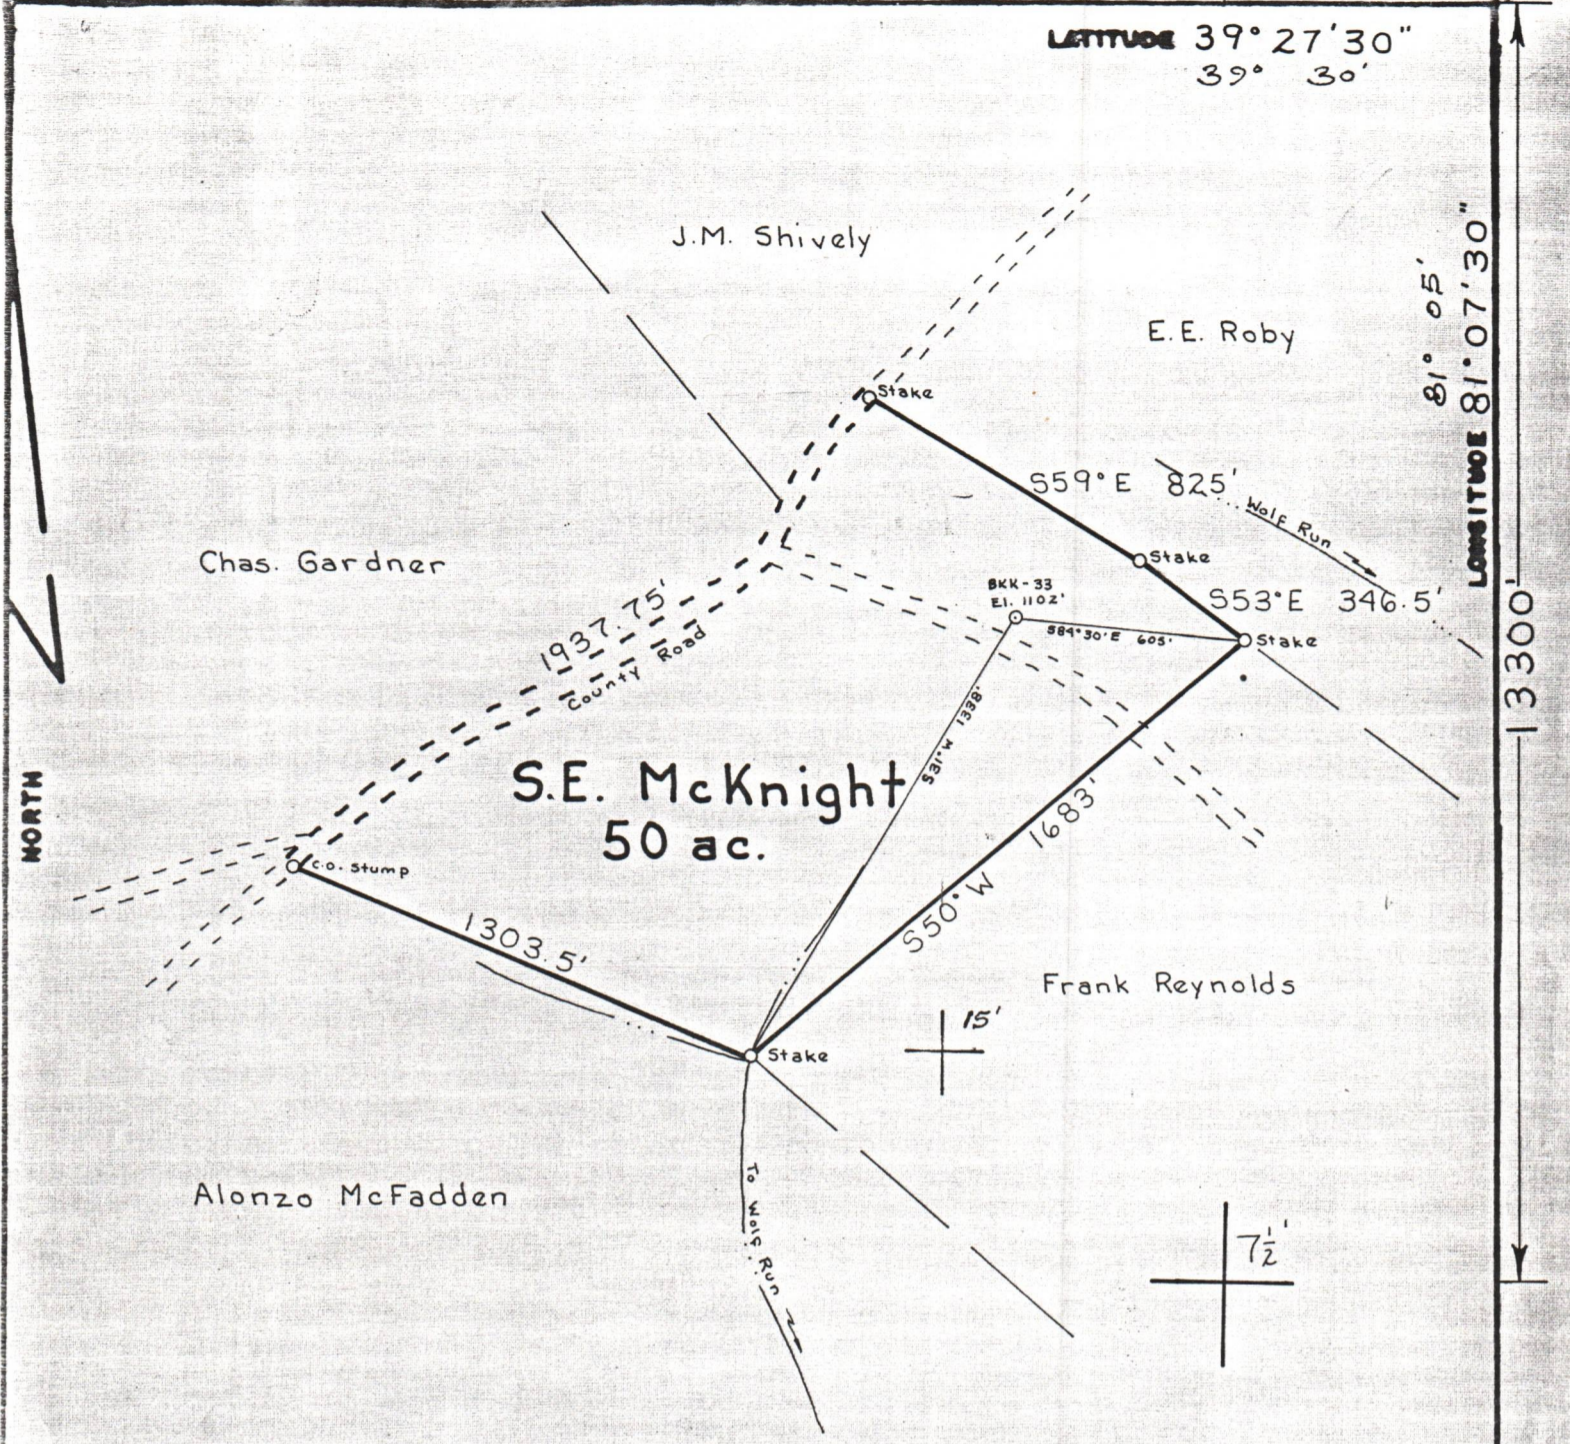 LATITUDE 39° 27' 30"
39° 30'
81° 05'
LONGITUDE 81° 07' 30"
J.M. Shively
E.E. Roby
Stake
S59°E 825'
Wolf Run
Chas. Gardner
Stake
BKK-33
El. 1102'
S53°E 346.5'
S84°30'E 605'
Stake
13300'
1937.75'
County Road
S31°W 1338'
S.E. McKnight
50 ac.
NORTH
1683'
S50°W
C.O. Stump
1303.5'
Frank Reynolds
15'
Stake
Alonzo McFadden
To Wolf Run
7½'